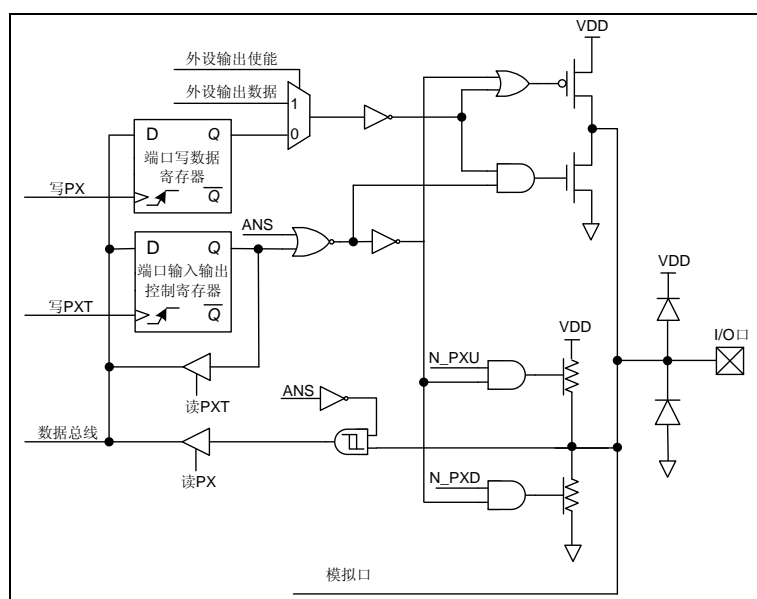 VDD
外设输出使能
外设输出数据
1
0
D
Q
端口写数据
寄存器
Q
写PX
ANS
D
Q
端口输入输出
控制寄存器
Q
写PXT
VDD
I/O口
VDD
N_PXU
读PXT
ANS
数据总线
读PX
N_PXD
模拟口